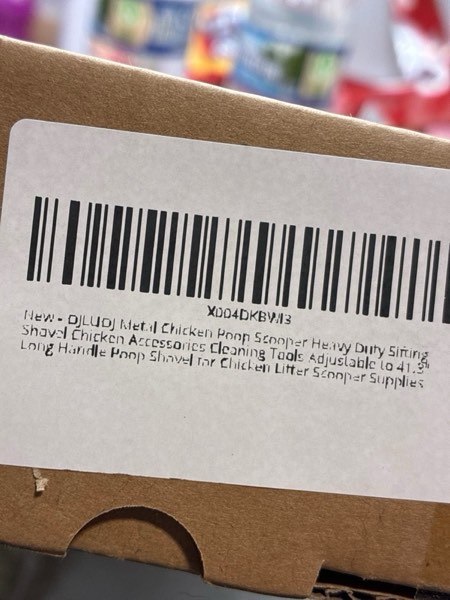 X004DKBWI3
New - DJLUDJ Metal Chicken Poop Scooper Heavy Duty Sifting
Shovel Chicken Accessories Cleaning Tools Adjustable to 41.3"
Long Handle Poop Shovel for Chicken Litter Scooper Supplies